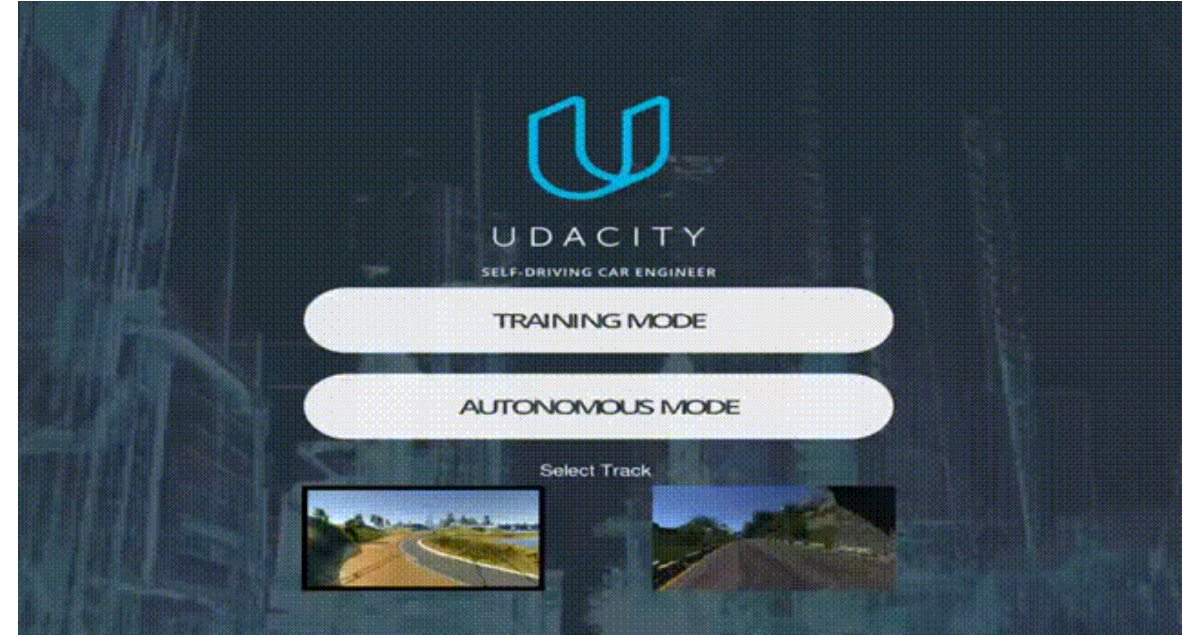 UDACITY
SELF-DRIVING CAR ENGINEER
TRAINING MODE
AUTONOMOUS MODE
Select Track